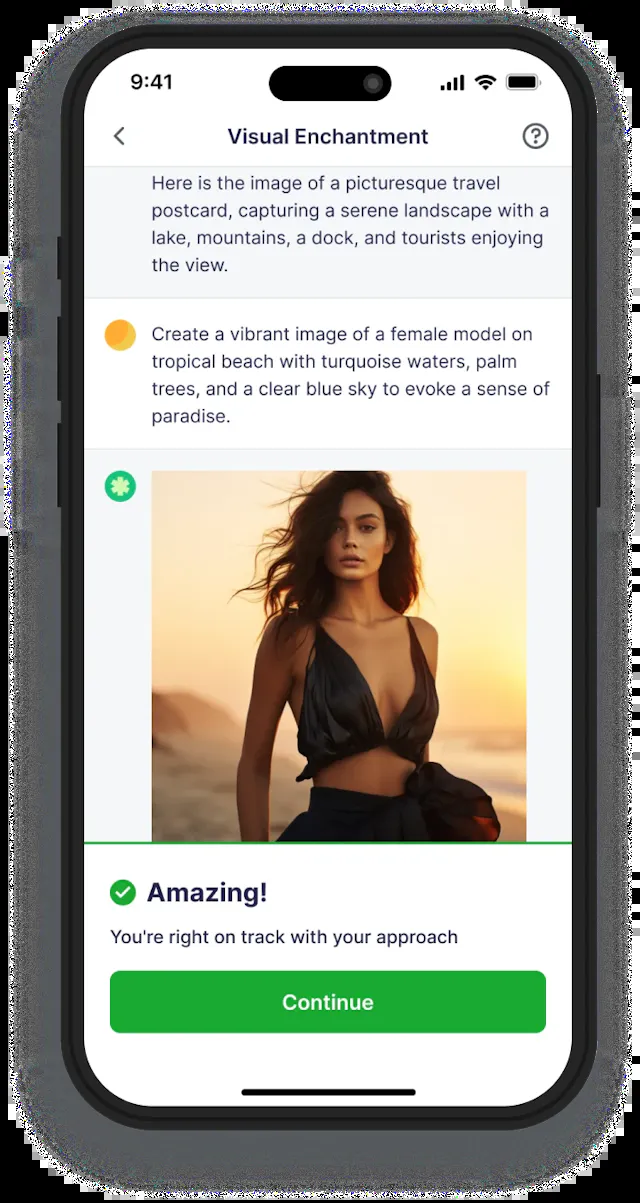 9:41
Visual Enchantment
Here is the image of a picturesque travel
postcard, capturing a serene landscape with a
lake, mountains, a dock, and tourists enjoying
the view.
Create a vibrant image of a female model on
tropical beach with turquoise waters, palm
trees, and a clear blue sky to evoke a sense of
paradise.
Amazing!
You're right on track with your approach
Continue